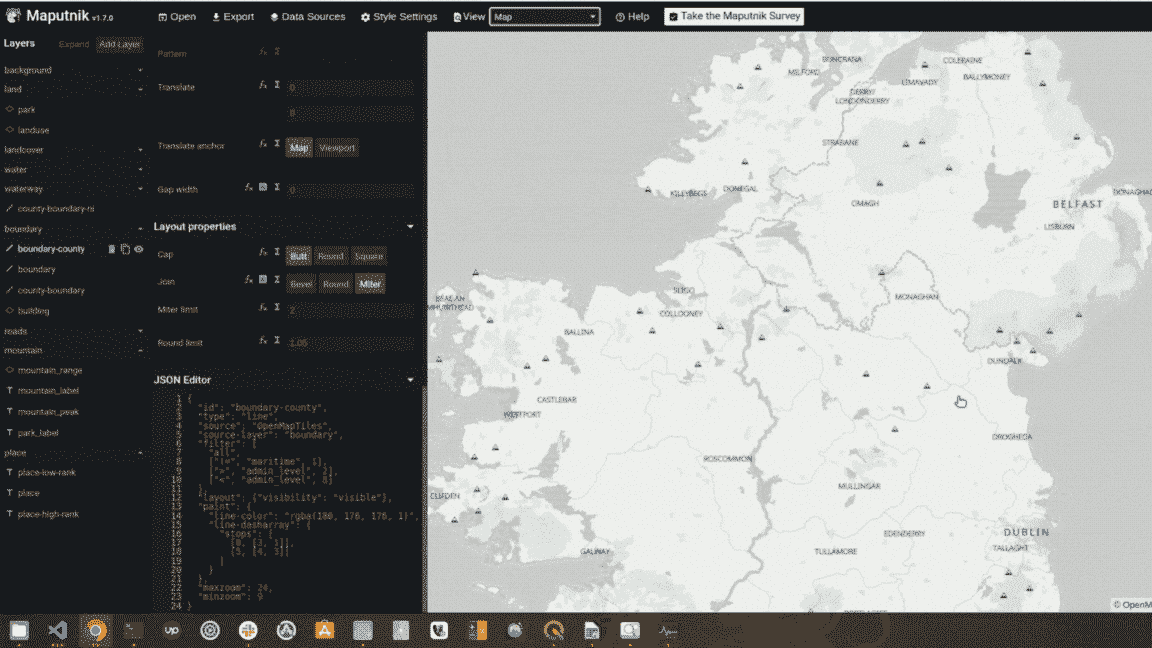 Maputnik v1.7.0
Open
Export
Data Sources
Style Settings
View
Map
Help
Take the Maputnik Survey
Layers
Expand
Add Layer
background
land
park
landuse
landcover
water
waterway
county-boundary-ni
boundary
boundary-county
boundary
county-boundary
building
roads
mountain
mountain_range
mountain_label
mountain_peak
park_label
place
place-low-rank
place
place-high-rank
Pattern
Translate
0
0
Translate anchor
Map
Viewport
Gap width
0
Layout properties
Cap
Butt
Round
Square
Join
Bevel
Round
Miter
Miter limit
2
Round limit
1.05
JSON Editor
1 {
2 "id": "boundary-county",
3 "type": "line",
4 "source": "OpenMapTiles",
5 "source-layer": "boundary",
6 "filter": [
7 "all",
8 ["!=", "maritime", 1],
9 [">", "admin_level", 2],
10 ["<", "admin_level", 8]
11 ],
12 "layout": {"visibility": "visible"},
13 "paint": {
14 "line-color": "rgba(180, 176, 176, 1)",
15 "line-dasharray": {
16 "stops": [
17 [0, [3, 1]],
18 [5, [4, 3]]
19 ]
20 }
21 },
22 "maxzoom": 24,
23 "minzoom": 9
24 }
BUNCRANA
MILFORD
COLERAINE
LIMAVADY
BALLYMONEY
DERRY/
LONDONDERRY
STRABANE
KILLYBEGS
DONEGAL
OMAGH
DONAGHAD
BELFAST
LISBURN
SLIGO
MONAGHAN
COLLOONEY
BALLINA
DUNDALK
CASTLEBAR
WESTPORT
DROGHEDA
ROSCOMMON
MULLINGAR
CLIFDEN
EDENDERRY
DUBLIN
TALLAGHT
GALWAY
TULLAMORE
© OpenM
up